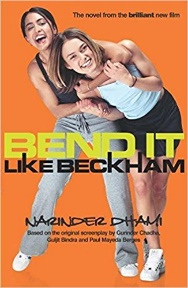 The novel from the brilliant new film
BEND IT
LIKE BECKHAM
NARINDER DHAMI
Based on the original screenplay by Gurinder Chadha,
Guljit Bindra and Paul Mayeda Berges